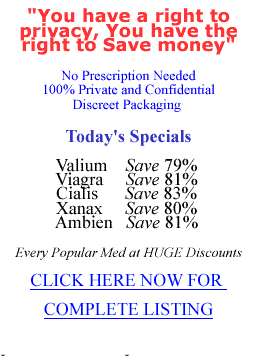 "You have a right to
privacy, You have the
right to Save money"
No Prescription Needed
100% Private and Confidential
Discreet Packaging
Today's Specials
Valium Save 79%
Viagra Save 81%
Cialis Save 83%
Xanax Save 80%
Ambien Save 81%
Every Popular Med at HUGE Discounts
CLICK HERE NOW FOR
COMPLETE LISTING